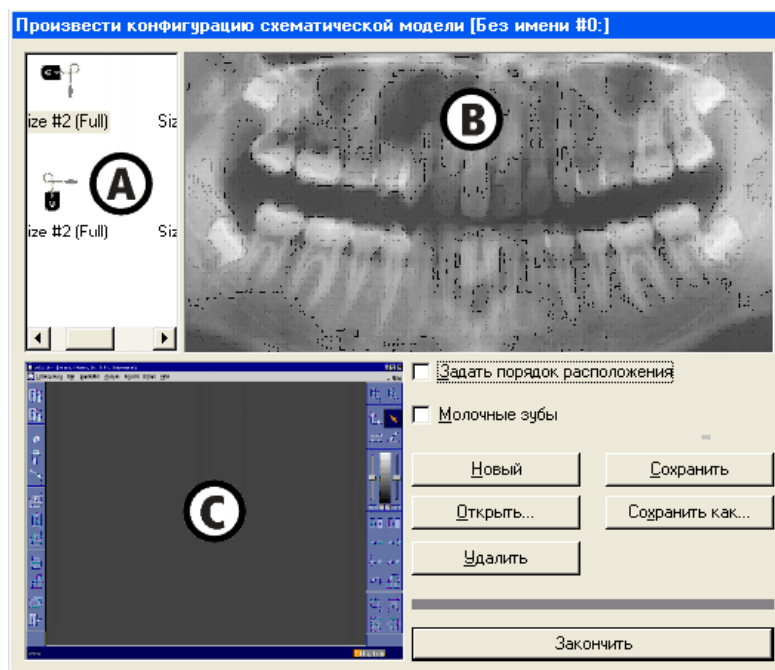 Произвести конфигурацию схематической модели [Без имени #0:]
ize #2 (Full) Siz
A
B
ize #2 (Full) Siz
C
Задать порядок расположения
Молочные зубы
Новый Сохранить
Открыть... Сохранить как...
Удалить
Закончить